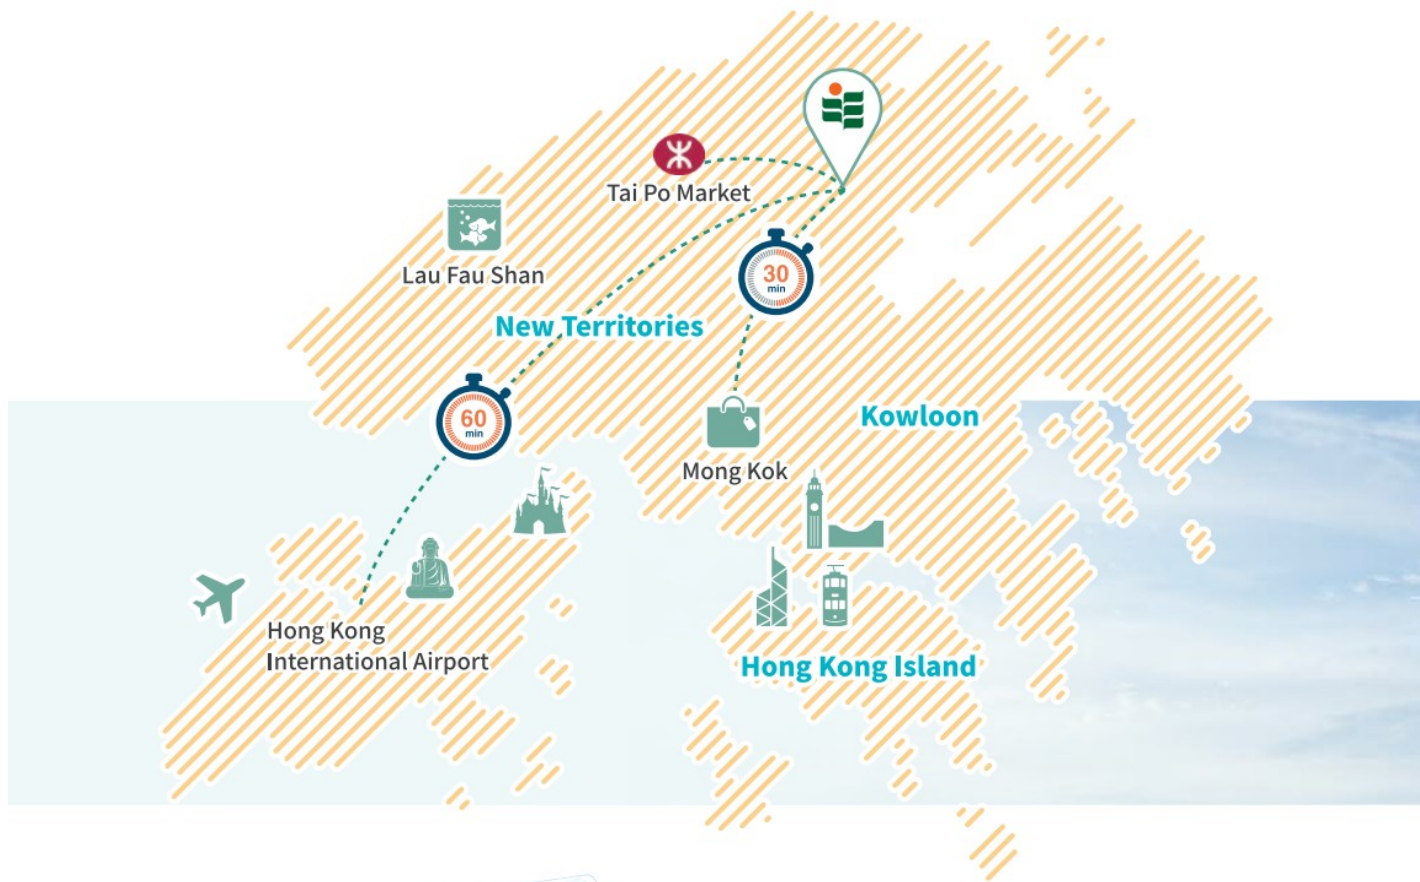 Tai Po Market
Lau Fau Shan
30
min
New Territories
60
min
Kowloon
Mong Kok
Hong Kong
International Airport
Hong Kong Island